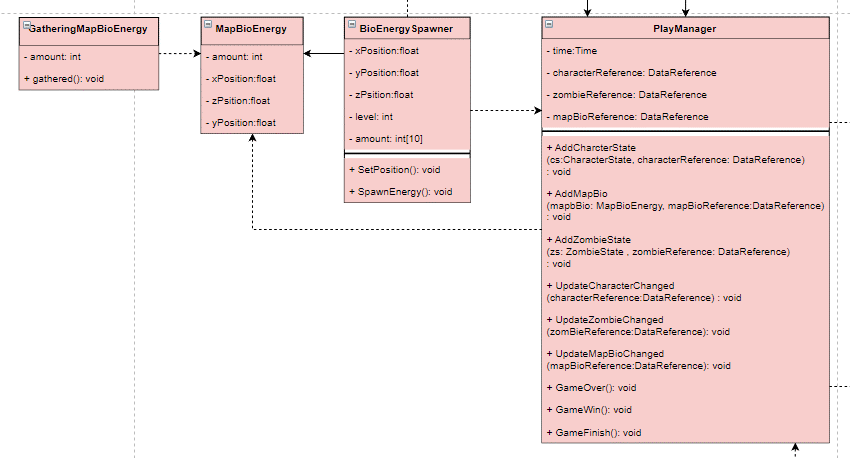 GatheringMapBioEnergy
- amount: int
+ gathered(): void
MapBioEnergy
- amount: int
- xPosition:float
- zPsition:float
- yPosition:float
BioEnergySpawner
- xPosition:float
- yPosition:float
- zPsition:float
- level: int
- amount: int[10]
+ SetPosition(): void
+ SpawnEnergy(): void
PlayManager
- time:Time
- characterReference: DataReference
- zombieReference: DataReference
- mapBioReference: DataReference
+ AddCharcterState
(cs:CharacterState, characterReference: DataReference)
: void
+ AddMapBio
(mapbBio: MapBioEnergy, mapBioReference:DataReference)
: void
+ AddZombieState
(zs: ZombieState , zombieReference: DataReference)
: void
+ UpdateCharacterChanged
(characterReference:DataReference) : void
+ UpdateZombieChanged
(zomBieReference:DataReference): void
+ UpdateMapBioChanged
(mapBioReference:DataReference): void
+ GameOver(): void
+ GameWin(): void
+ GameFinish(): void